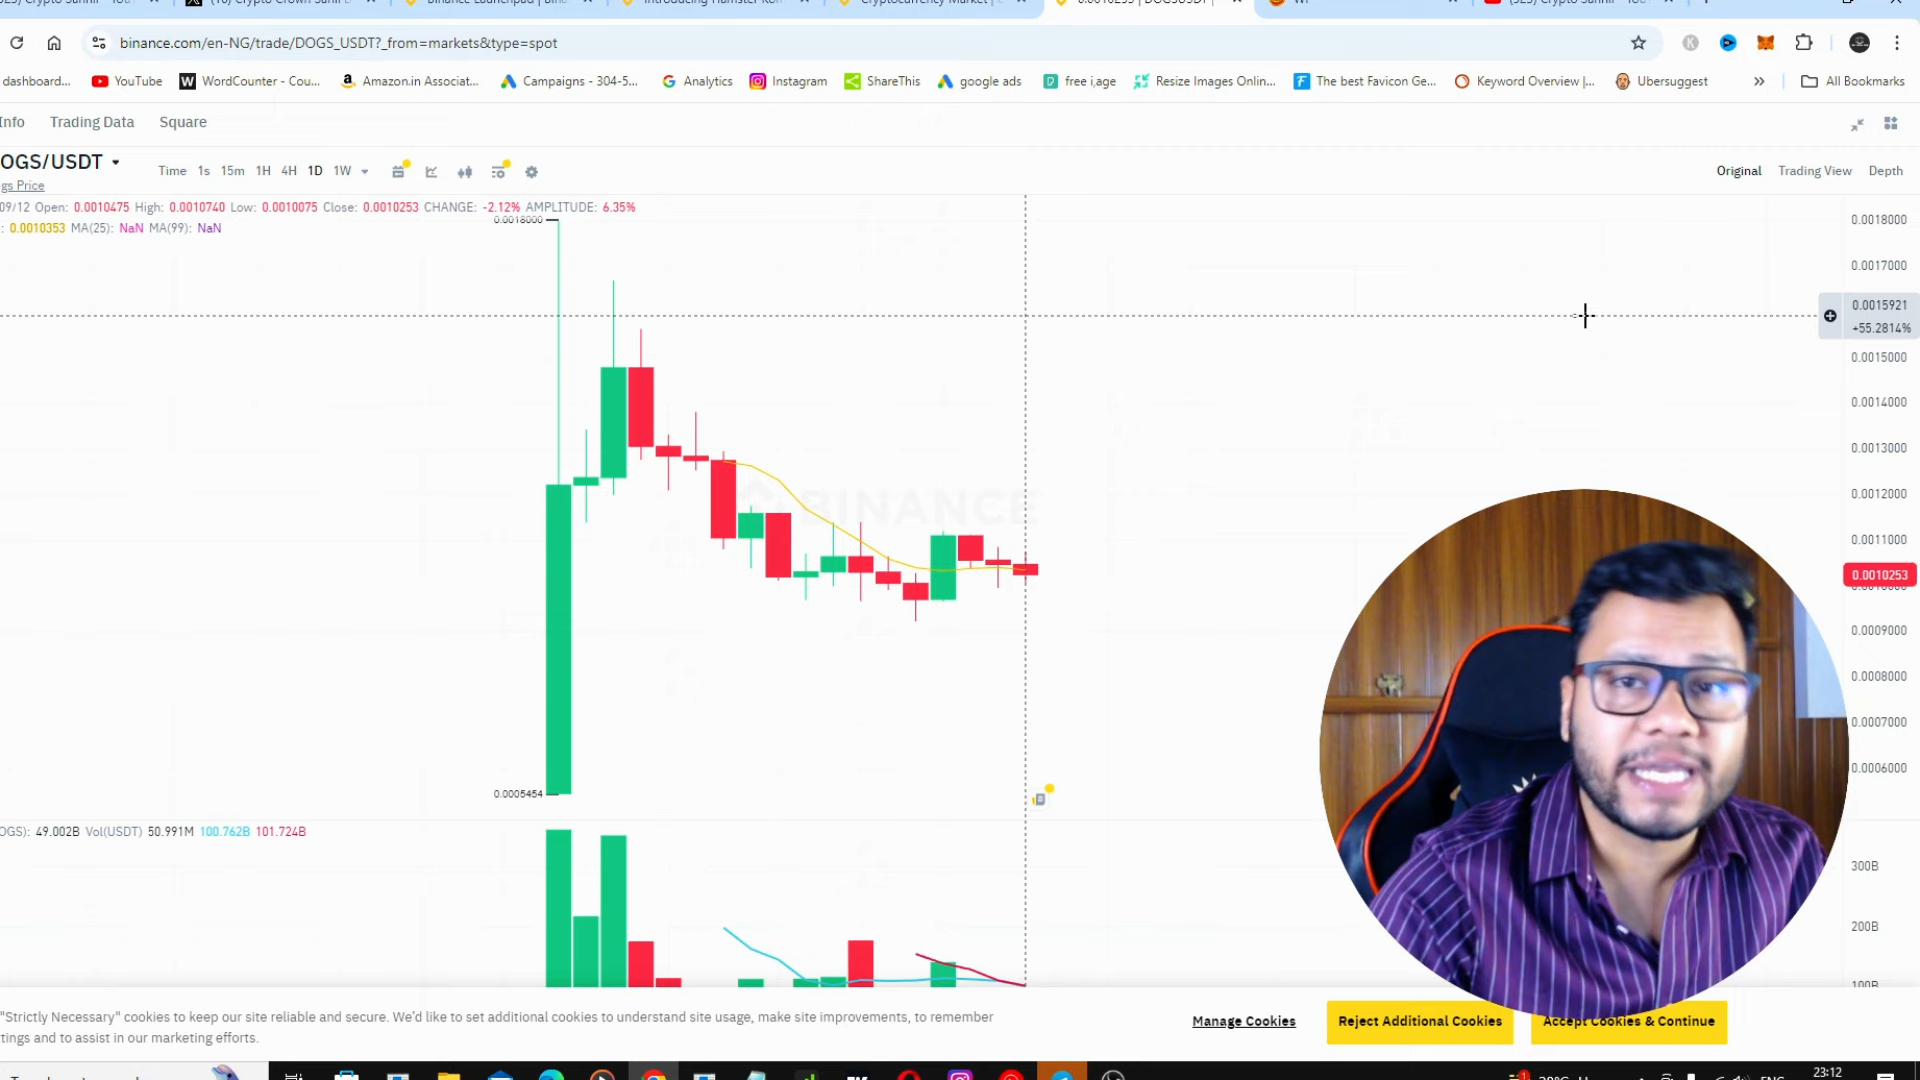 binance.com/en-NG/trade/DOGS_USDT?_from=markets&type=spot
dashboard... YouTube WordCounter - Cou... Amazon.in Associat... Campaigns - 304-5... Analytics Instagram ShareThis google ads free i,age Resize Images Onlin... The best Favicon Ge... Keyword Overview |... Ubersuggest » All Bookmarks
Info Trading Data Square
OGS/USDT Time 1s 15m 1H 4H 1D 1W Original Trading View Depth
gs Price
09/12 Open: 0.0010475 High: 0.0010740 Low: 0.0010075 Close: 0.0010253 CHANGE: -2.12% AMPLITUDE: 6.35%
: 0.0010353 MA(25): NaN MA(99): NaN
0.0018000
0.0018000
0.0017000
0.0015921
+55.2814%
0.0015000
0.0014000
0.0013000
0.0012000
BINANCE
0.0011000
0.0010253
0.0009000
0.0008000
0.0007000
0.0006000
0.0005454
OGS): 49.002B Vol(USDT) 50.991M 100.762B 101.724B
300B
200B
100B
"Strictly Necessary" cookies to keep our site reliable and secure. We'd like to set additional cookies to understand site usage, make site improvements, to remember
tings and to assist in our marketing efforts.
Manage Cookies Reject Additional Cookies Accept Cookies & Continue
23:12